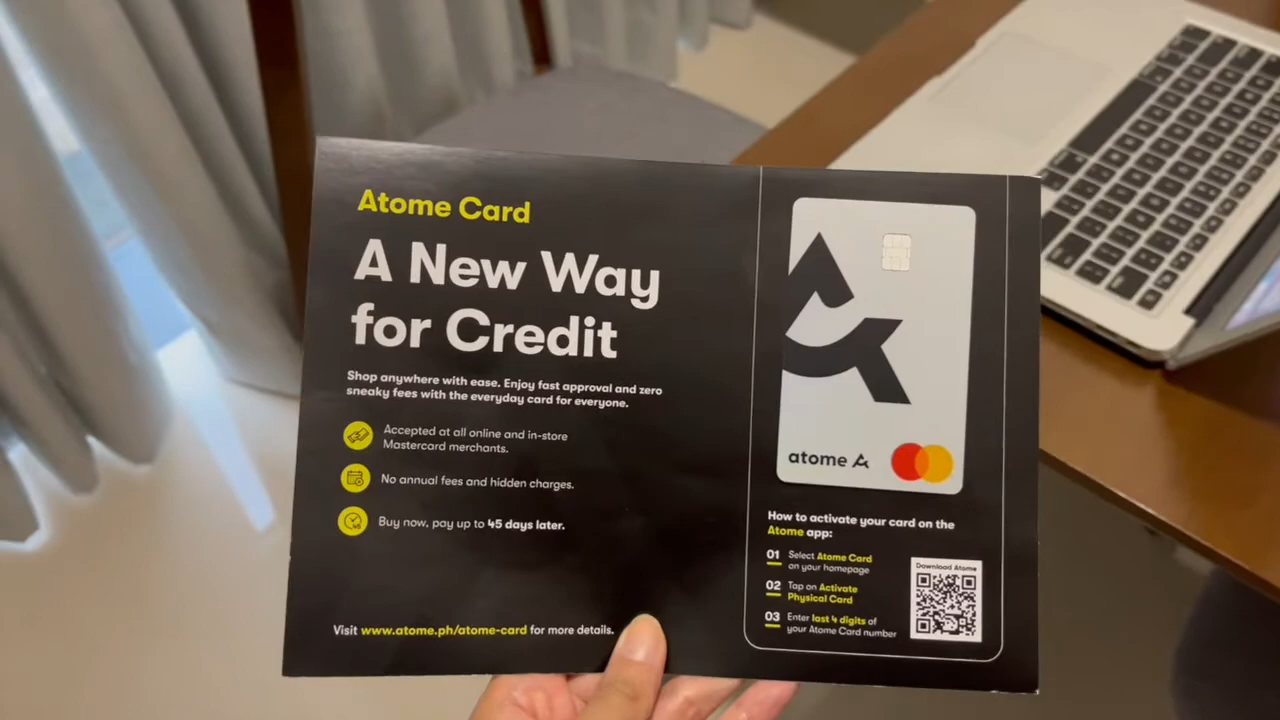 Atome Card
A New Way
for Credit
Shop anywhere with ease. Enjoy fast approval and zero
sneaky fees with the everyday card for everyone.
Accepted at all online and in-store
Mastercard merchants.
No annual fees and hidden charges.
Buy now, pay up to 45 days later.
Visit www.atome.ph/atome-card for more details.
atome
How to activate your card on the
Atome app:
01 Select Atome Card
on your homepage
02 Tap on Activate
Physical Card
03 Enter last 4 digits of
your Atome Card number
Download Atome